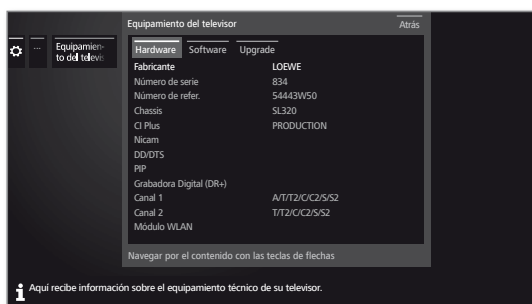 Equipamiento del televisor Atrás
...
Equipamien-
to del televis
Hardware Software Upgrade
Fabricante LOEWE
Número de serie 834
Número de refer. 54443W50
Chassis SL320
CI Plus PRODUCTION
Nicam
DD/DTS
PIP
Grabadora Digital (DR+)
Canal 1 A/T/T2/C/C2/S/S2
Canal 2 T/T2/C/C2/S/S2
Módulo WLAN
Navegar por el contenido con las teclas de flechas
Aquí recibe información sobre el equipamiento técnico de su televisor.